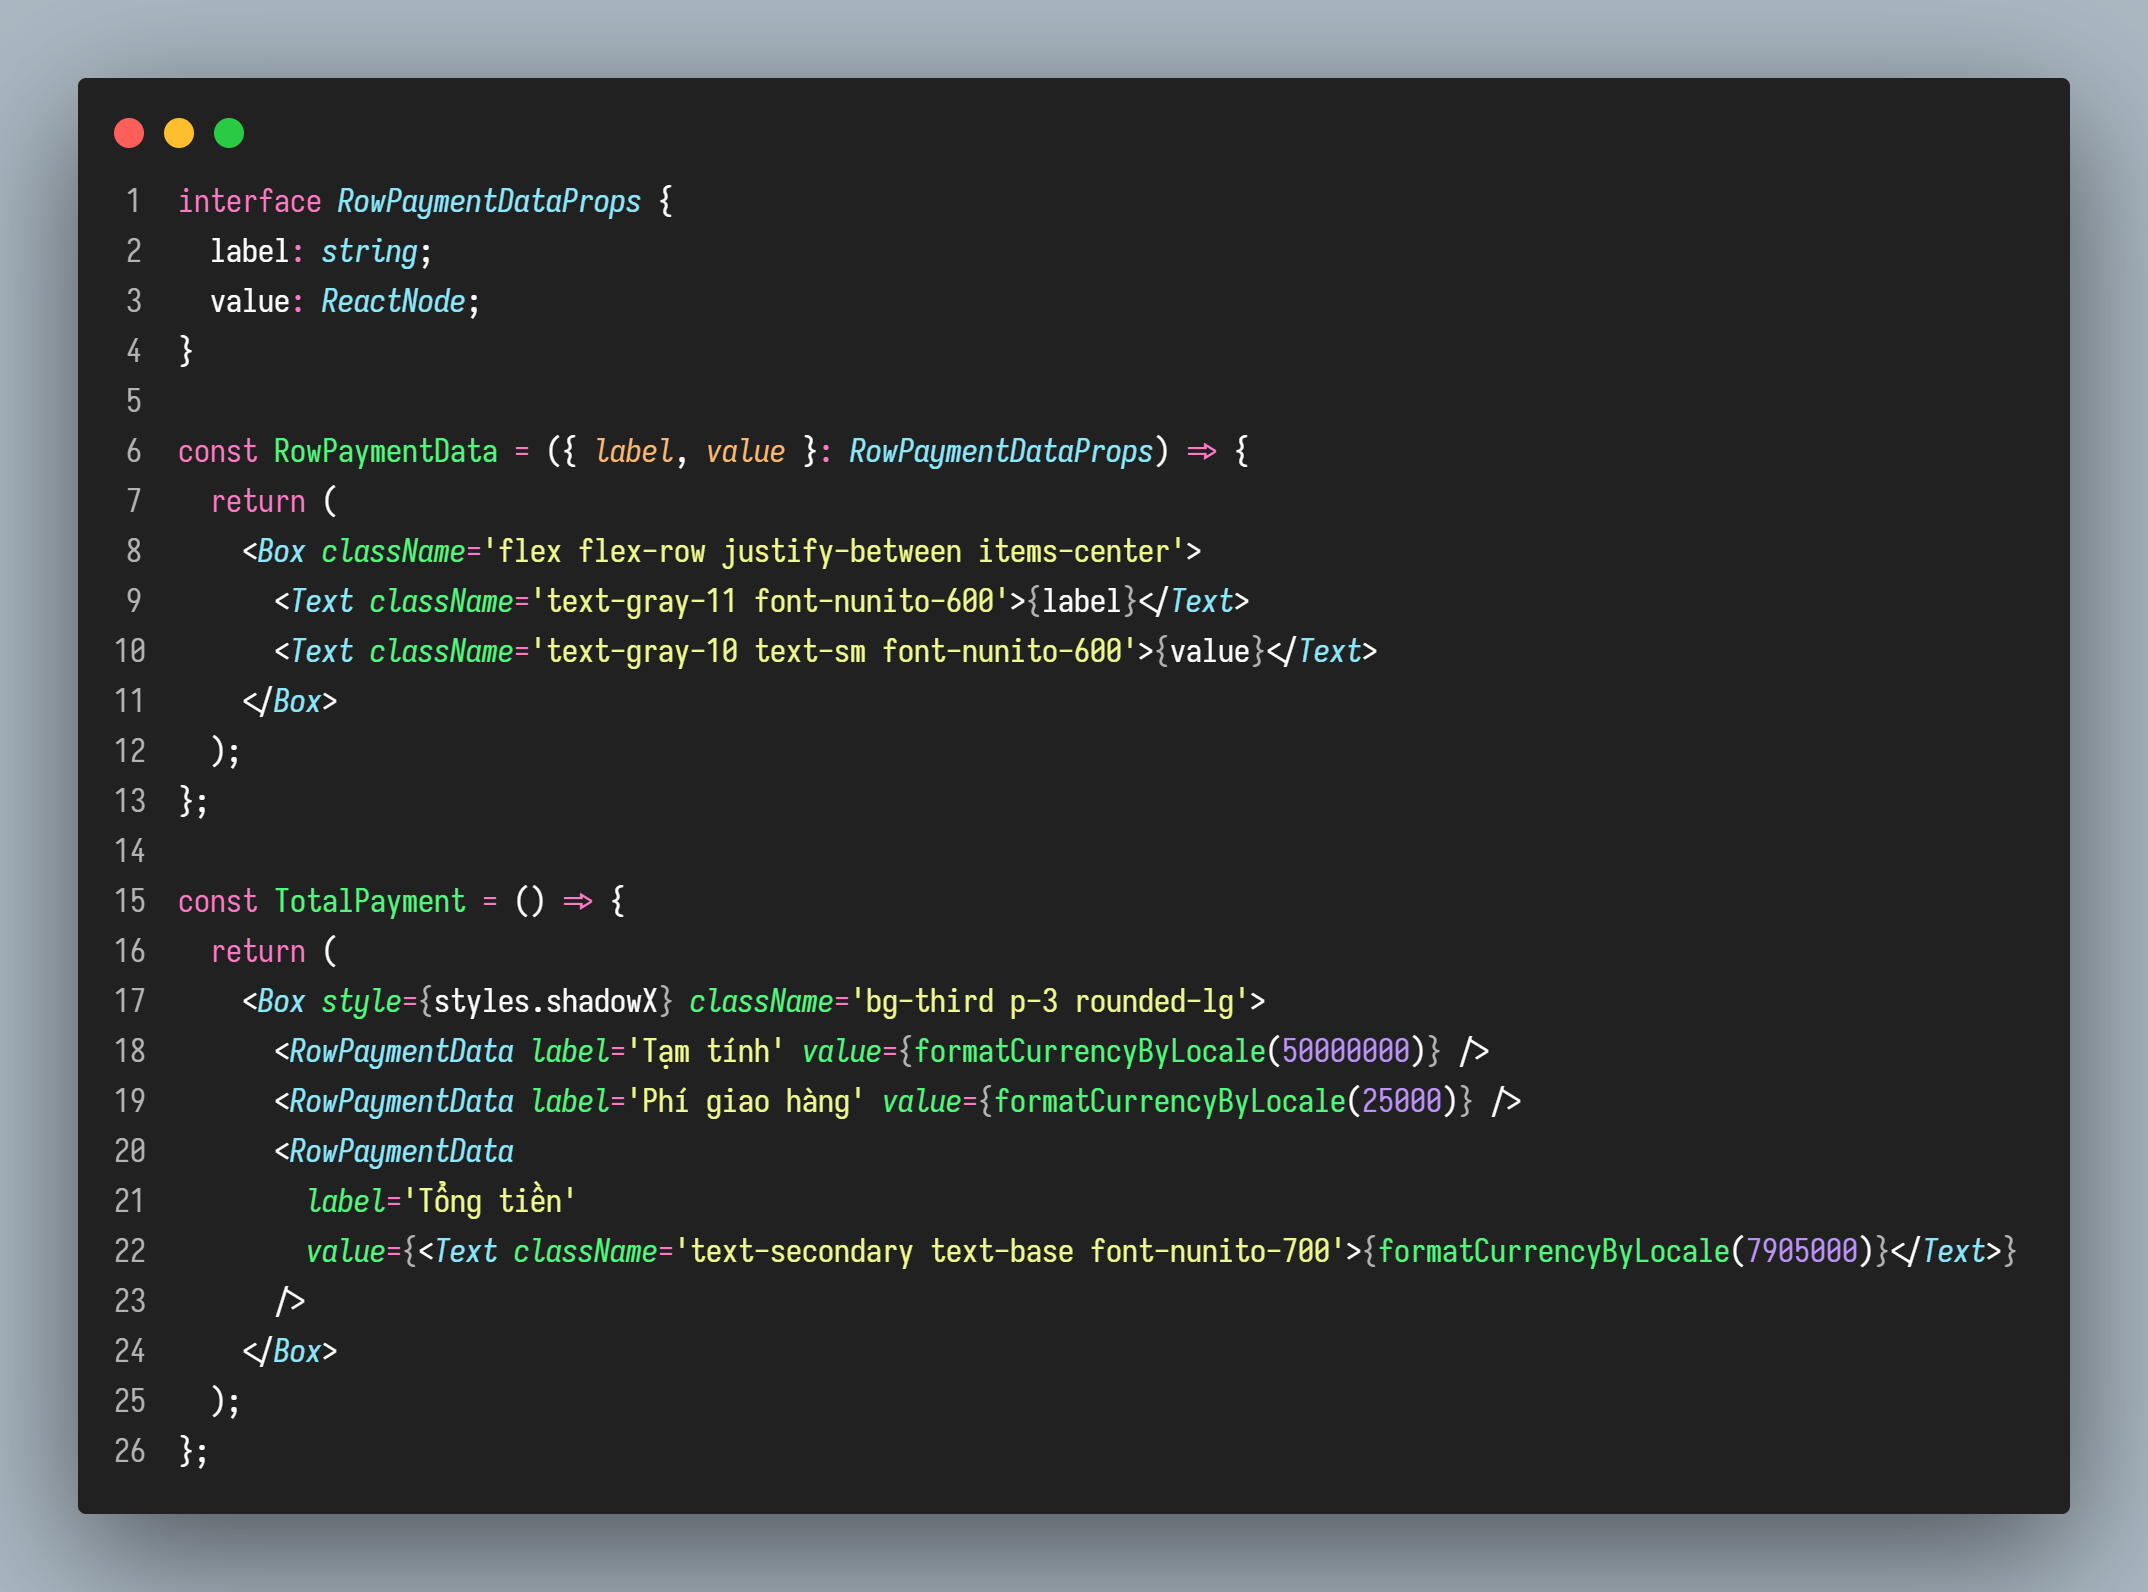 1 interface RowPaymentDataProps {
2   label: string;
3   value: ReactNode;
4 }
5
6 const RowPaymentData = ({ label, value }: RowPaymentDataProps) => {
7   return (
8     <Box className='flex flex-row justify-between items-center'>
9       <Text className='text-gray-11 font-nunito-600'>{label}</Text>
10       <Text className='text-gray-10 text-sm font-nunito-600'>{value}</Text>
11     </Box>
12   );
13 };
14
15 const TotalPayment = () => {
16   return (
17     <Box style={styles.shadowX} className='bg-third p-3 rounded-lg'>
18       <RowPaymentData label='Tạm tính' value={formatCurrencyByLocale(50000000)} />
19       <RowPaymentData label='Phí giao hàng' value={formatCurrencyByLocale(25000)} />
20       <RowPaymentData
21         label='Tổng tiền'
22         value={<Text className='text-secondary text-base font-nunito-700'>{formatCurrencyByLocale(7905000)}</Text>}
23       />
24     </Box>
25   );
26 };